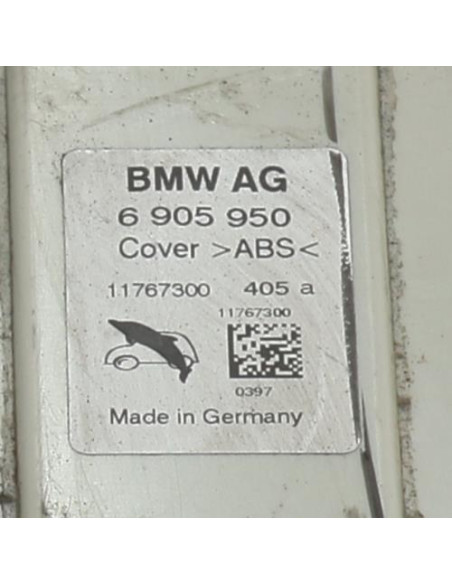 BMW AG
6 905 950
Cover >ABS<
11767300 405 a
11767300
0397
Made in Germany